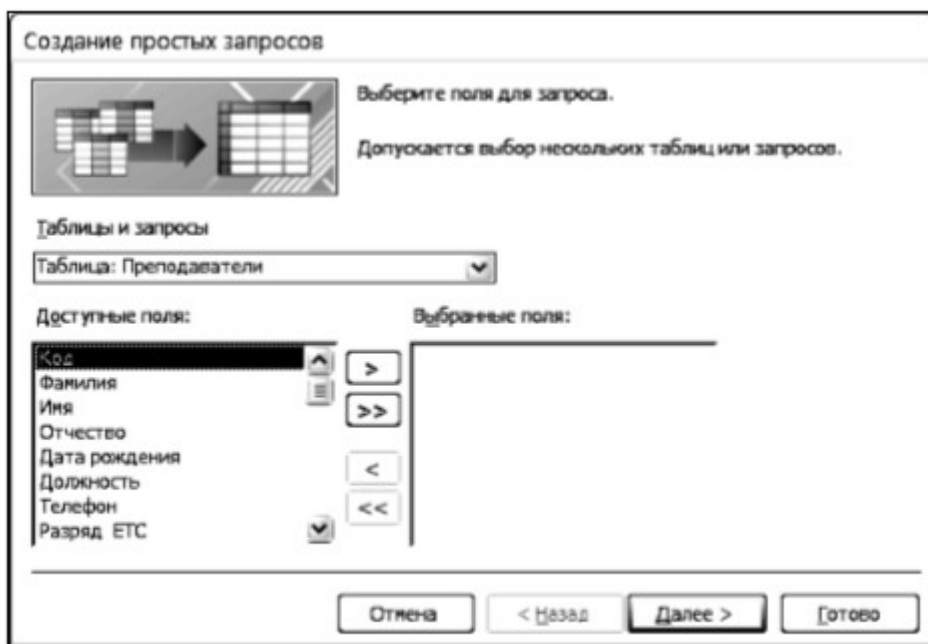 Создание простых запросов
Выберите поля для запроса.
Допускается выбор нескольких таблиц или запросов.
Таблицы и запросы
Таблица: Преподаватели
Доступные поля:
Выбранные поля:
Код
Фамилия
Имя
Отчество
Дата рождения
Должность
Телефон
Разряд ЕТС
>
>>
<
<<
Отмена
< Назад
Далее >
Готово